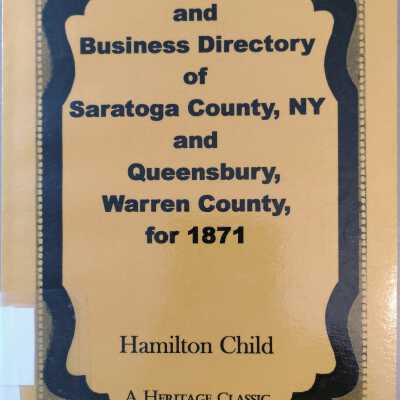 and
Business Directory
of
Saratoga County, NY
and
Queensbury,
Warren County,
for 1871
Hamilton Child
A HERITAGE CLASSIC